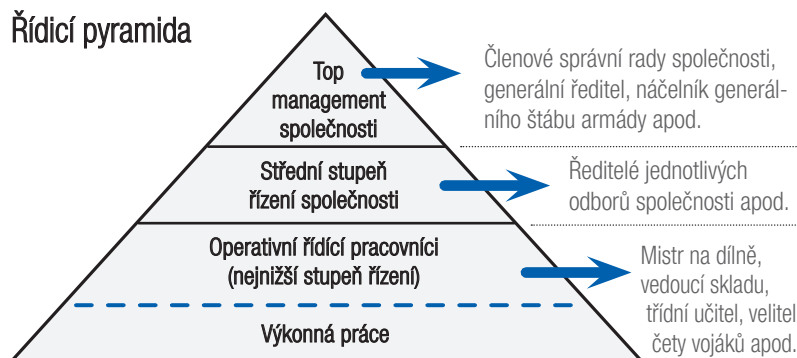 Řídicí pyramida
Top
management
společnosti
Členové správní rady společnosti,
generální ředitel, náčelník generál-
ního štábu armády apod.
Střední stupeň
řízení společnosti
Ředitelé jednotlivých
odborů společnosti apod.
Operativní řídící pracovníci
(nejnižší stupeň řízení)
Mistr na dílně,
vedoucí skladu,
třídní učitel, velitel
čety vojáků apod.
Výkonná práce